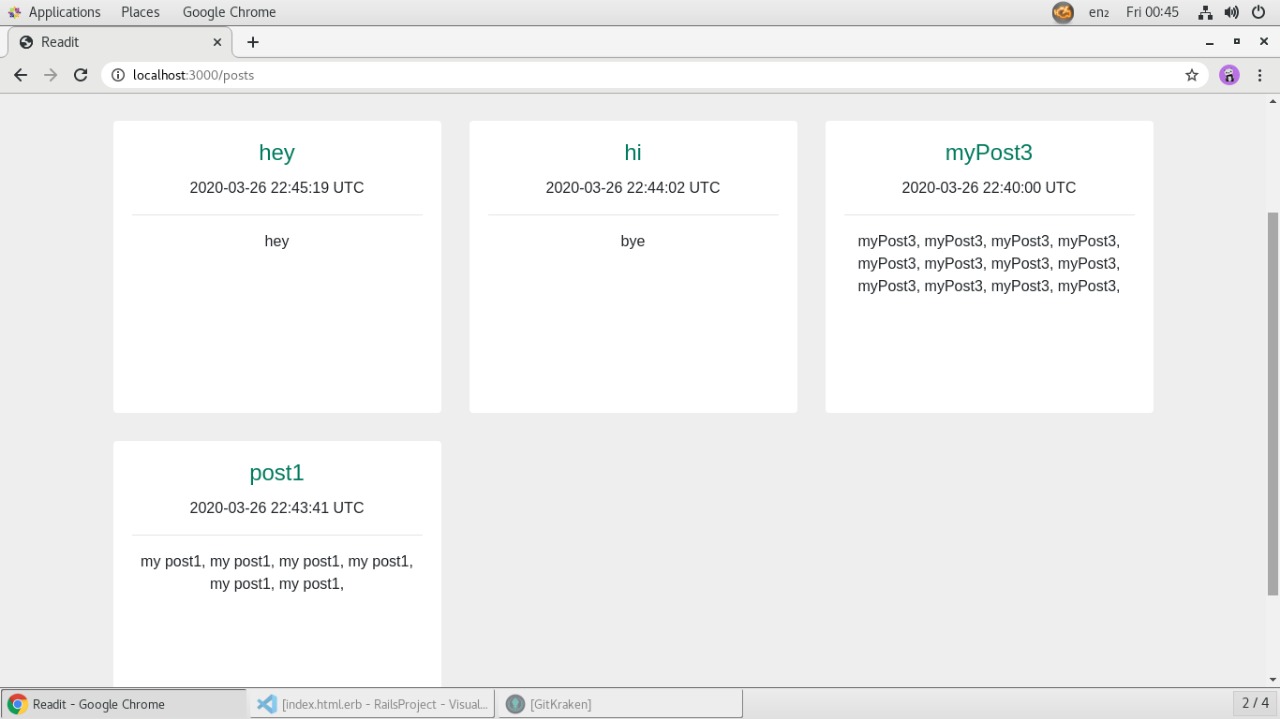 Applications Places Google Chrome en₂ Fri 00:45
Readit
localhost:3000/posts
hey
2020-03-26 22:45:19 UTC
hey
hi
2020-03-26 22:44:02 UTC
bye
myPost3
2020-03-26 22:40:00 UTC
myPost3, myPost3, myPost3, myPost3,
myPost3, myPost3, myPost3, myPost3,
myPost3, myPost3, myPost3, myPost3,
post1
2020-03-26 22:43:41 UTC
my post1, my post1, my post1, my post1,
my post1, my post1,
Readit - Google Chrome [index.html.erb - RailsProject - Visual... [GitKraken] 2 / 4